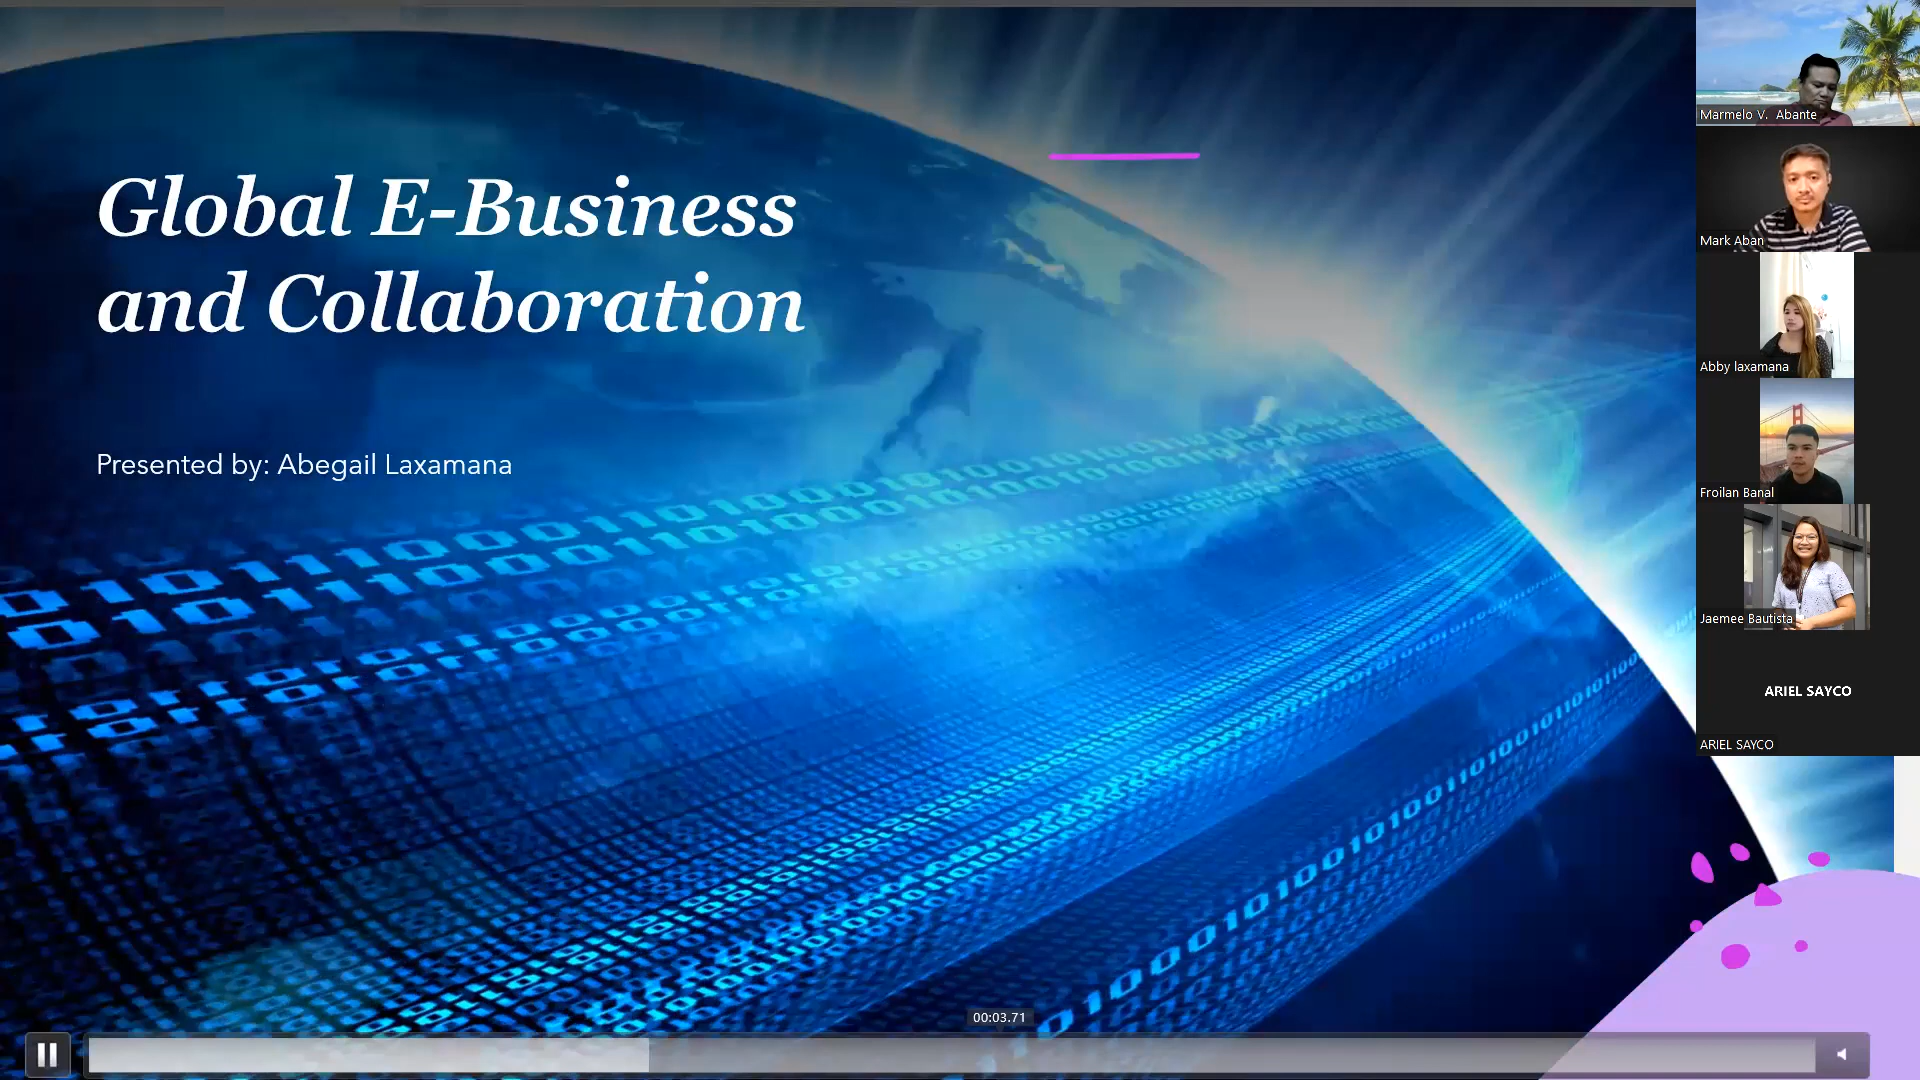 Global E-Business
and Collaboration
Presented by: Abegail Laxamana
00:03.71
Marmelo V. Abante
Mark Aban
Abby laxamana
Froilan Banal
Jaemee Bautista
ARIEL SAYCO
ARIEL SAYCO